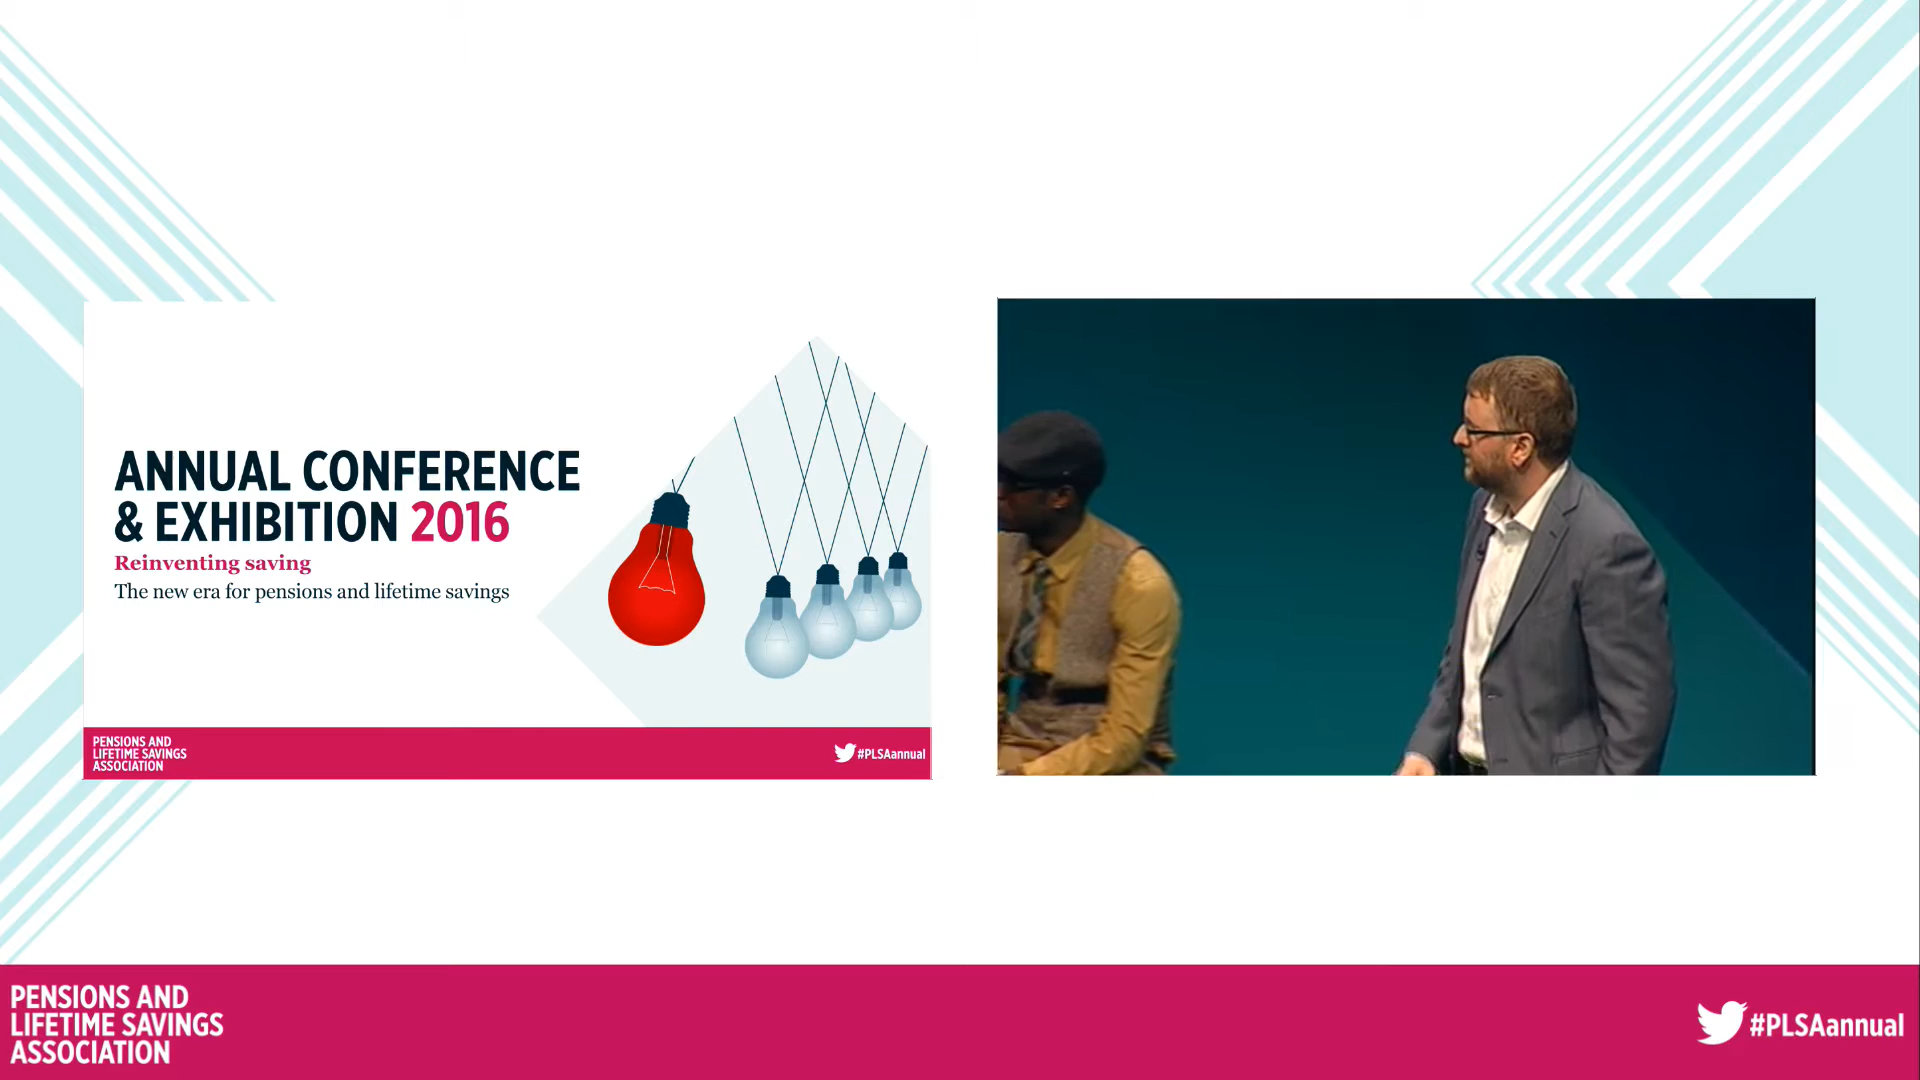 ANNUAL CONFERENCE
& EXHIBITION 2016
Reinventing saving
The new era for pensions and lifetime savings
PENSIONS AND
LIFETIME SAVINGS
ASSOCIATION
#PLSAannual
PENSIONS AND
LIFETIME SAVINGS
ASSOCIATION
#PLSAannual